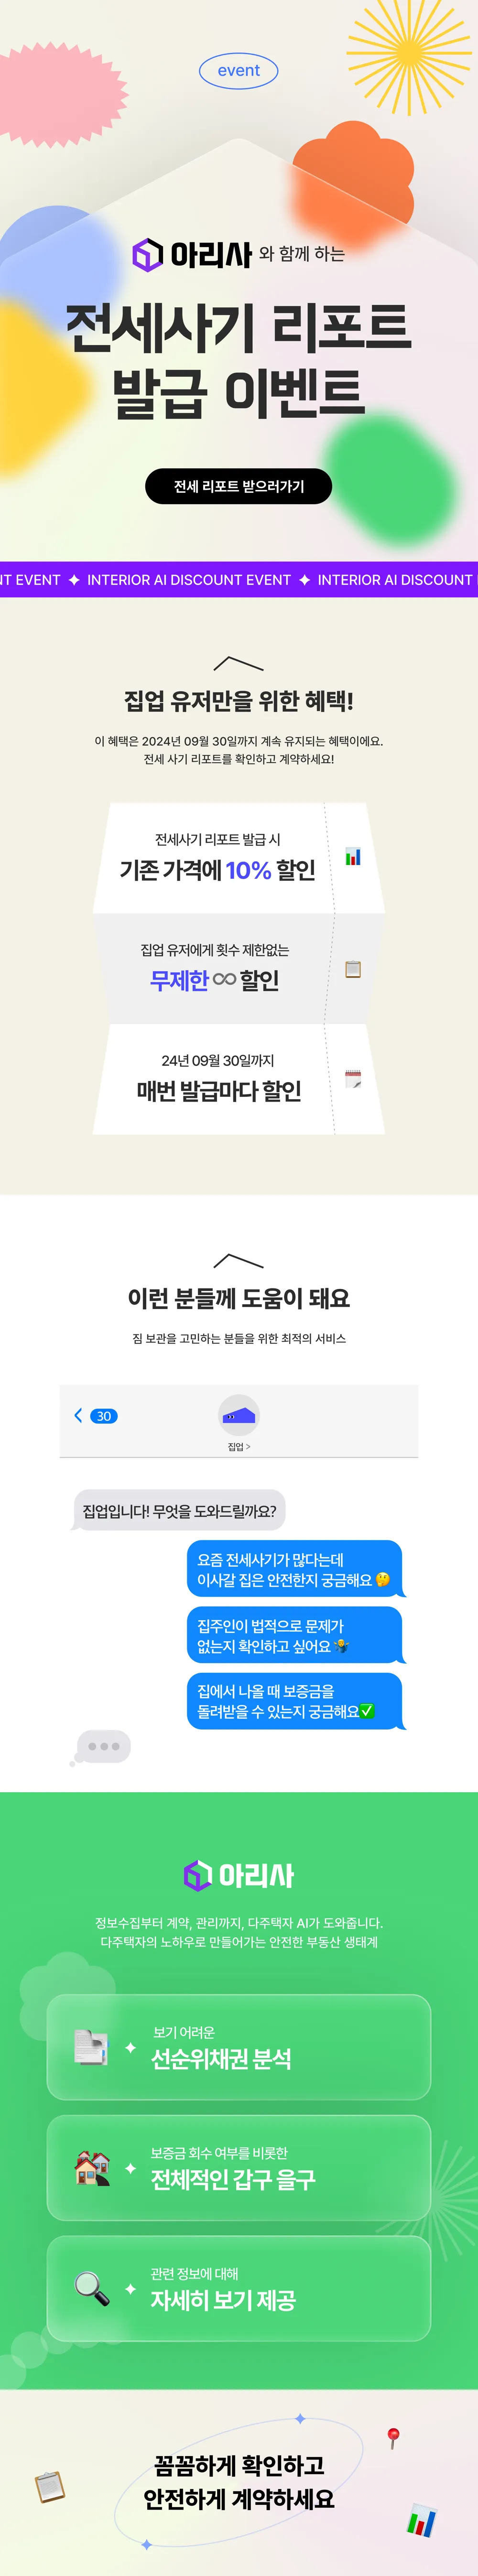 event
아리사 와 함께 하는
전세사기 리포트
발급 이벤트
전세 리포트 받으러가기
NT EVENT ✦ INTERIOR AI DISCOUNT EVENT ✦ INTERIOR AI DISCOUNT
집업 유저만을 위한 혜택!
이 혜택은 2024년 09월 30일까지 계속 유지되는 혜택이에요.
전세 사기 리포트를 확인하고 계약하세요!
전세사기 리포트 발급 시
기존 가격에 10% 할인
집업 유저에게 횟수 제한없는
무제한 ∞ 할인
24년 09월 30일까지
매번 발급마다 할인
이런 분들께 도움이 돼요
짐 보관을 고민하는 분들을 위한 최적의 서비스
30
집업 >
집업입니다! 무엇을 도와드릴까요?
요즘 전세사기가 많다는데
이사갈 집은 안전한지 궁금해요 🤔
집주인이 법적으로 문제가
없는지 확인하고 싶어요 🤷‍♂️
집에서 나올 때 보증금을
돌려받을 수 있는지 궁금해요✅
아리사
정보수집부터 계약, 관리까지, 다주택자 AI가 도와줍니다.
다주택자의 노하우로 만들어가는 안전한 부동산 생태계
보기 어려운
선순위채권 분석
보증금 회수 여부를 비롯한
전체적인 갑구 을구
관련 정보에 대해
자세히 보기 제공
꼼꼼하게 확인하고
안전하게 계약하세요